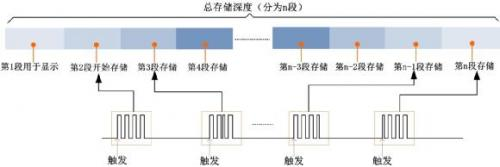 总存储深度（分为n段）
第1段用于显示
第2段开始存储
第3段存储
第4段存储
第n-3段存储
第n-2段存储
第n-1段存储
第n段存储
触发
触发
触发
触发